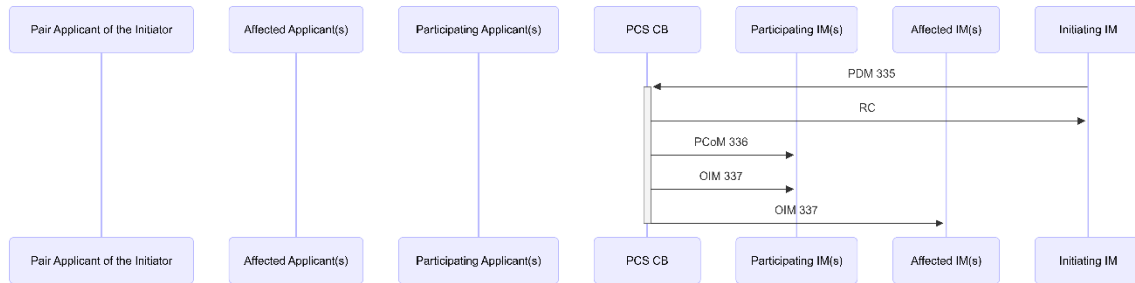 Pair Applicant of the Initiator
Affected Applicant(s)
Participating Applicant(s)
PCS CB
Participating IM(s)
Affected IM(s)
Initiating IM
PDM 335
RC
PCoM 336
OIM 337
OIM 337
Pair Applicant of the Initiator
Affected Applicant(s)
Participating Applicant(s)
PCS CB
Participating IM(s)
Affected IM(s)
Initiating IM